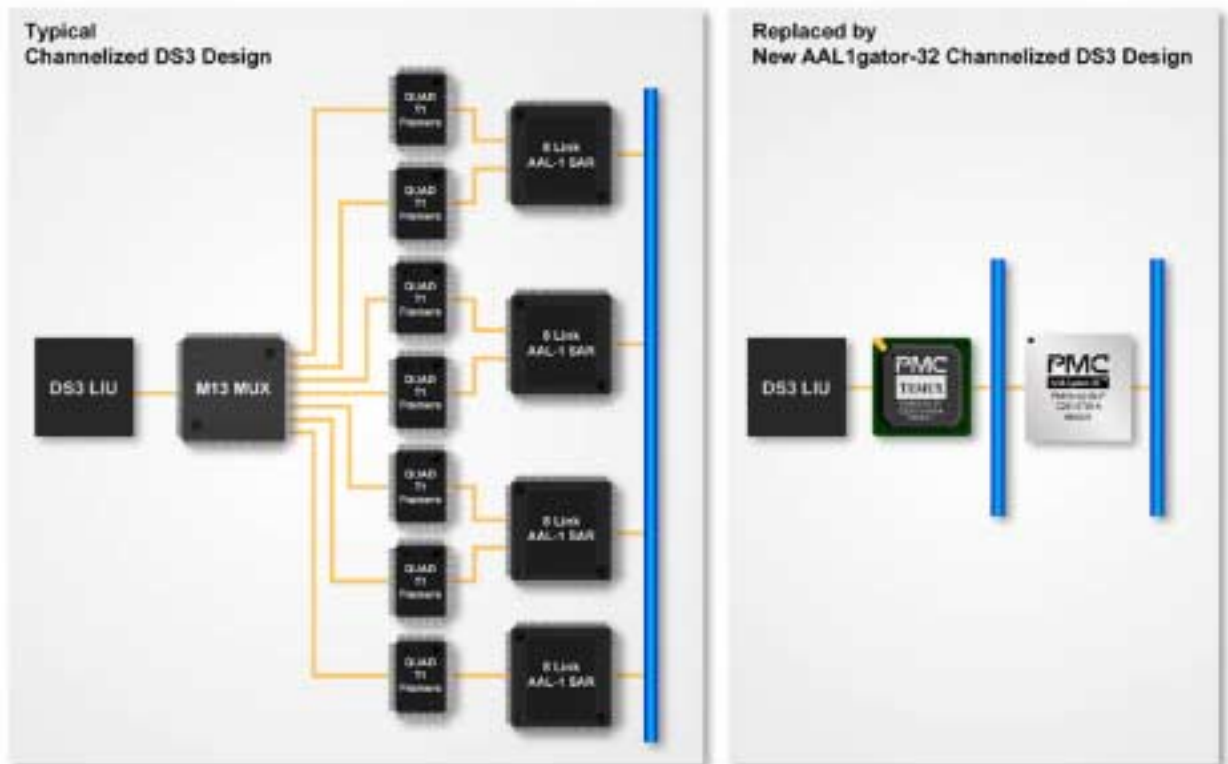 Typical
Channelized DS3 Design
DS3 LIU
M13 MUX
QUAD
T1
Framers
QUAD
T1
Framers
QUAD
T1
Framers
QUAD
T1
Framers
QUAD
T1
Framers
QUAD
T1
Framers
QUAD
T1
Framers
8 Link
AAL-1 SAR
8 Link
AAL-1 SAR
8 Link
AAL-1 SAR
8 Link
AAL-1 SAR
Replaced by
New AAL1gator-32 Channelized DS3 Design
DS3 LIU
PMC
TEMUX
PMC